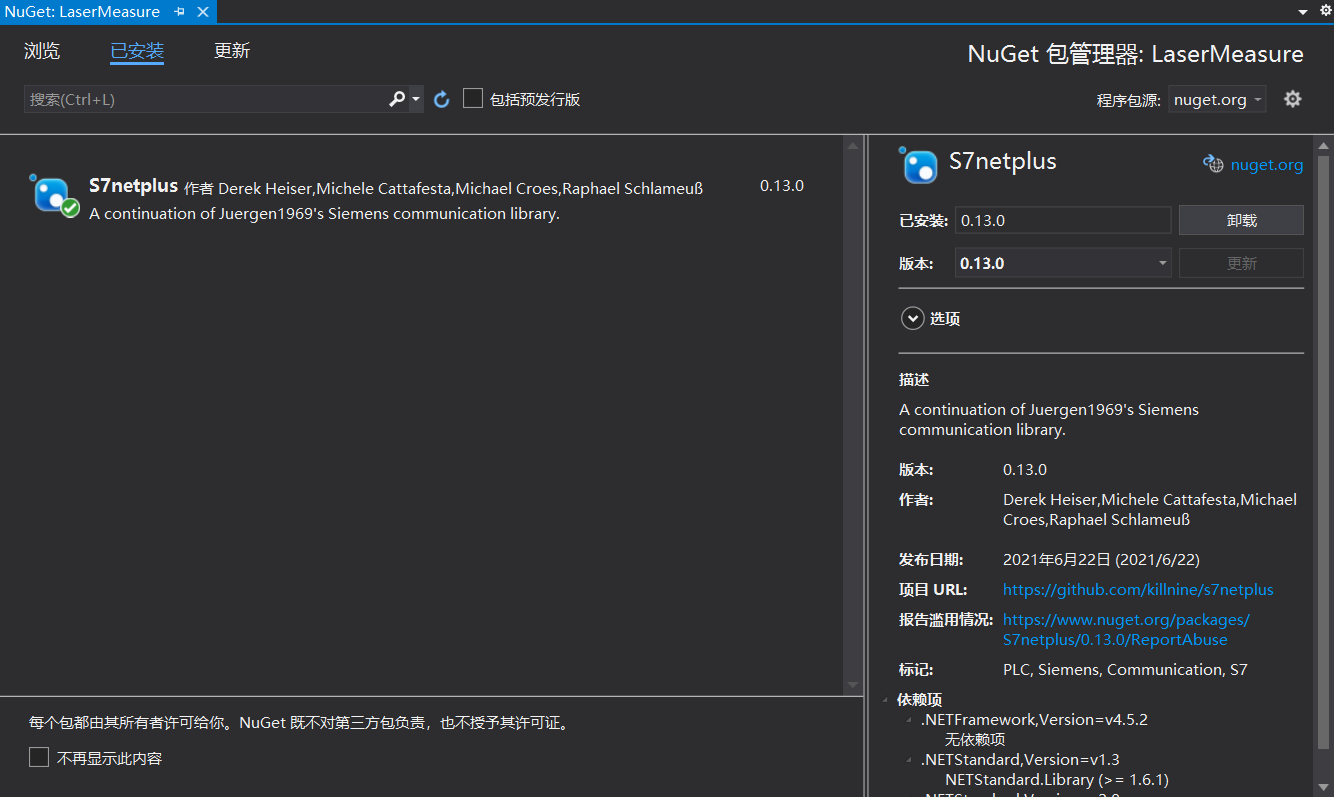 NuGet: LaserMeasure
浏览 已安装 更新
NuGet 包管理器: LaserMeasure
搜索(Ctrl+L)
包括预发行版
程序包源: nuget.org
S7netplus 作者 Derek Heiser,Michele Cattafesta,Michael Croes,Raphael Schlameuß 0.13.0
A continuation of Juergen1969's Siemens communication library.
每个包都由其所有者许可给你。NuGet 既不对第三方包负责，也不授予其许可证。
不再显示此内容
S7netplus nuget.org
已安装: 0.13.0 卸载
版本: 0.13.0 更新
选项
描述
A continuation of Juergen1969's Siemens
communication library.
版本: 0.13.0
作者: Derek Heiser,Michele Cattafesta,Michael
Croes,Raphael Schlameuß
发布日期: 2021年6月22日 (2021/6/22)
项目 URL: https://github.com/killnine/s7netplus
报告滥用情况: https://www.nuget.org/packages/
S7netplus/0.13.0/ReportAbuse
标记: PLC, Siemens, Communication, S7
依赖项
.NETFramework,Version=v4.5.2
无依赖项
.NETStandard,Version=v1.3
NETStandard.Library (>= 1.6.1)